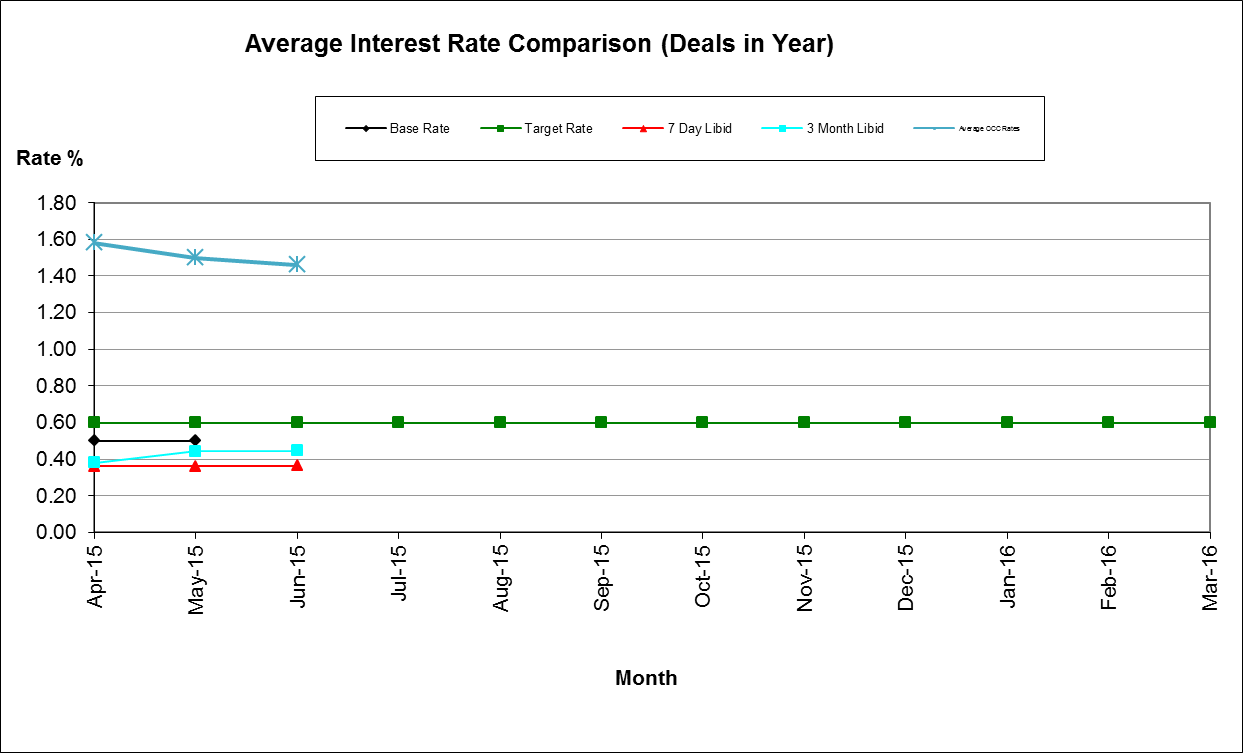 Average Interest Rate Comparison (Deals in Year)
Base Rate Target Rate 7 Day Libid 3 Month Libid Average CCC Rates
Rate %
1.80
1.60
1.40
1.20
1.00
0.80
0.60
0.40
0.20
0.00
Apr-15 May-15 Jun-15 Jul-15 Aug-15 Sep-15 Oct-15 Nov-15 Dec-15 Jan-16 Feb-16 Mar-16
Month